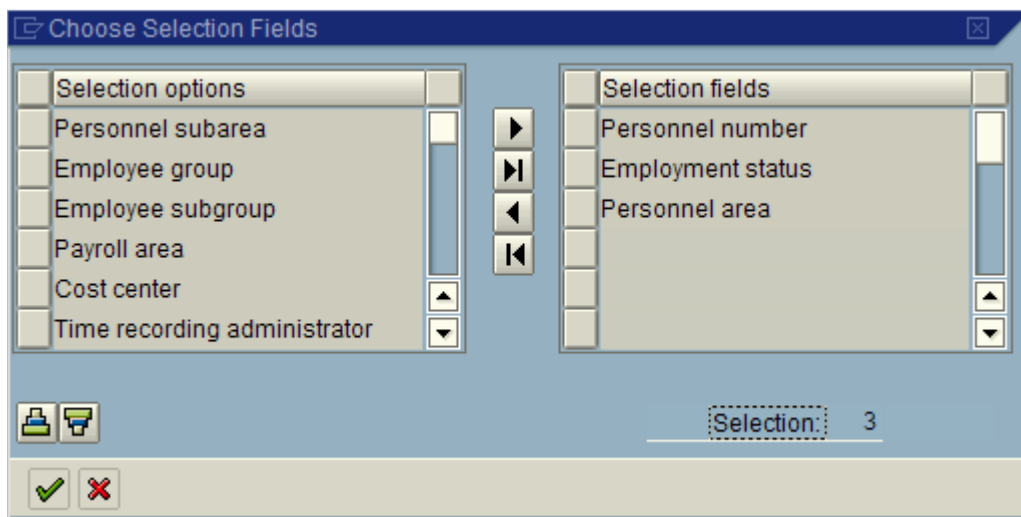 Choose Selection Fields
Selection options
Personnel subarea
Employee group
Employee subgroup
Payroll area
Cost center
Time recording administrator
Selection fields
Personnel number
Employment status
Personnel area
Selection: 3